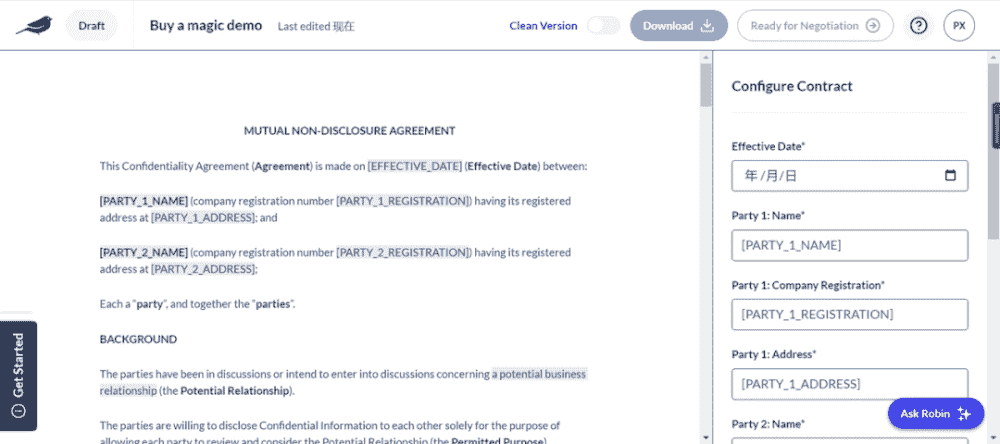 Draft
Buy a magic demo
Last edited 现在
Clean Version
Download
Ready for Negotiation
PX
MUTUAL NON-DISCLOSURE AGREEMENT
This Confidentiality Agreement (Agreement) is made on [EFFECTIVE_DATE] (Effective Date) between:
[PARTY_1_NAME] (company registration number [PARTY_1_REGISTRATION]) having its registered
address at [PARTY_1_ADDRESS]; and
[PARTY_2_NAME] (company registration number [PARTY_2_REGISTRATION]) having its registered
address at [PARTY_2_ADDRESS];
Each a "party", and together the "parties".
BACKGROUND
The parties have been in discussions or intend to enter into discussions concerning a potential business
relationship (the Potential Relationship).
The parties are willing to disclose Confidential Information to each other solely for the purpose of
allowing each party to review and consider the Potential Relationship (the Permitted Purpose)
Get Started
Configure Contract
Effective Date*
年/月/日
Party 1: Name*
[PARTY_1_NAME]
Party 1: Company Registration*
[PARTY_1_REGISTRATION]
Party 1: Address*
[PARTY_1_ADDRESS]
Party 2: Name*
Ask Robin